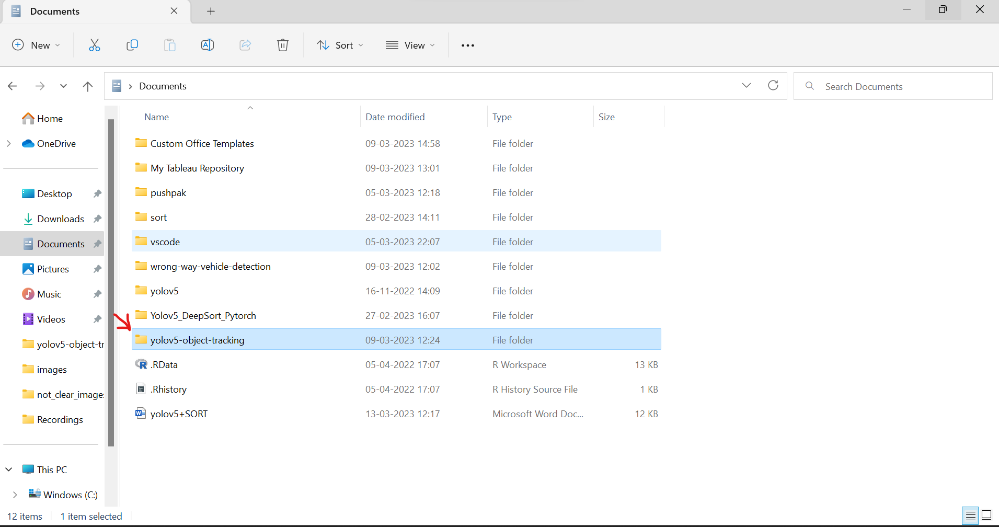 Documents
New Sort View
Documents Search Documents
Home
OneDrive
Desktop
Downloads
Documents
Pictures
Music
Videos
yolov5-object-tr
images
not_clear_image
Recordings
This PC
Windows (C:)
Name Date modified Type Size
Custom Office Templates 09-03-2023 14:58 File folder
My Tableau Repository 09-03-2023 13:01 File folder
pushpak 05-03-2023 12:18 File folder
sort 28-02-2023 14:11 File folder
vscode 05-03-2023 22:07 File folder
wrong-way-vehicle-detection 09-03-2023 12:02 File folder
yolov5 16-11-2022 14:09 File folder
Yolov5_DeepSort_Pytorch 27-02-2023 16:07 File folder
yolov5-object-tracking 09-03-2023 12:24 File folder
.RData 05-04-2022 17:07 R Workspace 13 KB
.Rhistory 05-04-2022 17:07 R History Source File 1 KB
yolov5+SORT 13-03-2023 12:17 Microsoft Word Doc... 12 KB
12 items 1 item selected